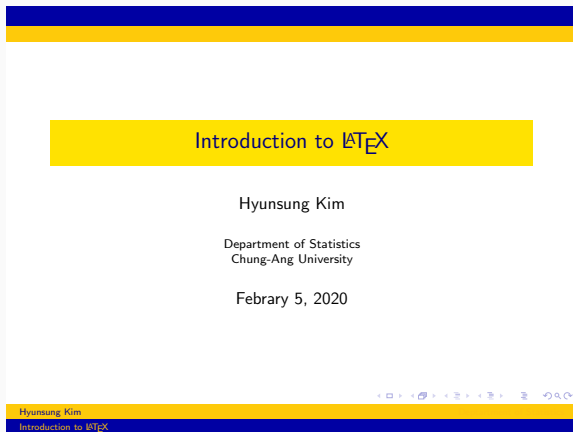 Introduction to LATEX
Hyunsung Kim
Department of Statistics
Chung-Ang University
Febrary 5, 2020
Hyunsung Kim
Introduction to LATEX